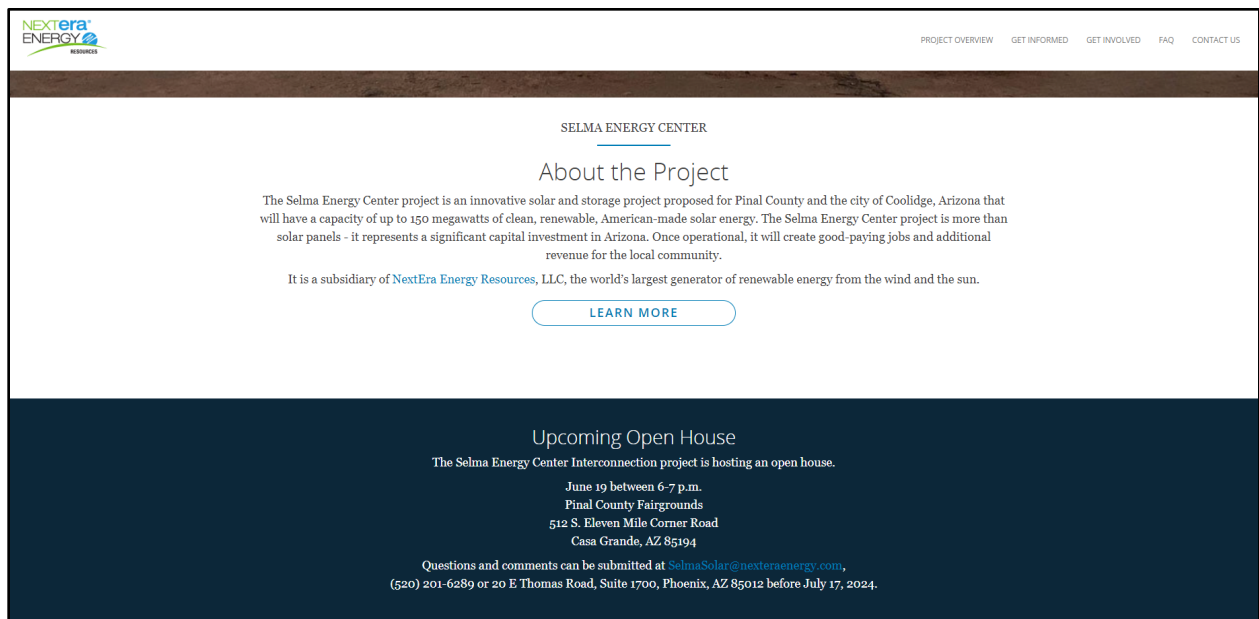 NEXTera®
ENERGY
RESOURCES
PROJECT OVERVIEW GET INFORMED GET INVOLVED FAQ CONTACT US
SELMA ENERGY CENTER
About the Project
The Selma Energy Center project is an innovative solar and storage project proposed for Pinal County and the city of Coolidge, Arizona that
will have a capacity of up to 150 megawatts of clean, renewable, American-made solar energy. The Selma Energy Center project is more than
solar panels - it represents a significant capital investment in Arizona. Once operational, it will create good-paying jobs and additional
revenue for the local community.
It is a subsidiary of NextEra Energy Resources, LLC, the world's largest generator of renewable energy from the wind and the sun.
LEARN MORE
Upcoming Open House
The Selma Energy Center Interconnection project is hosting an open house.
June 19 between 6-7 p.m.
Pinal County Fairgrounds
512 S. Eleven Mile Corner Road
Casa Grande, AZ 85194
Questions and comments can be submitted at SelmaSolar@nexteraenergy.com,
(520) 201-6289 or 20 E Thomas Road, Suite 1700, Phoenix, AZ 85012 before July 17, 2024.